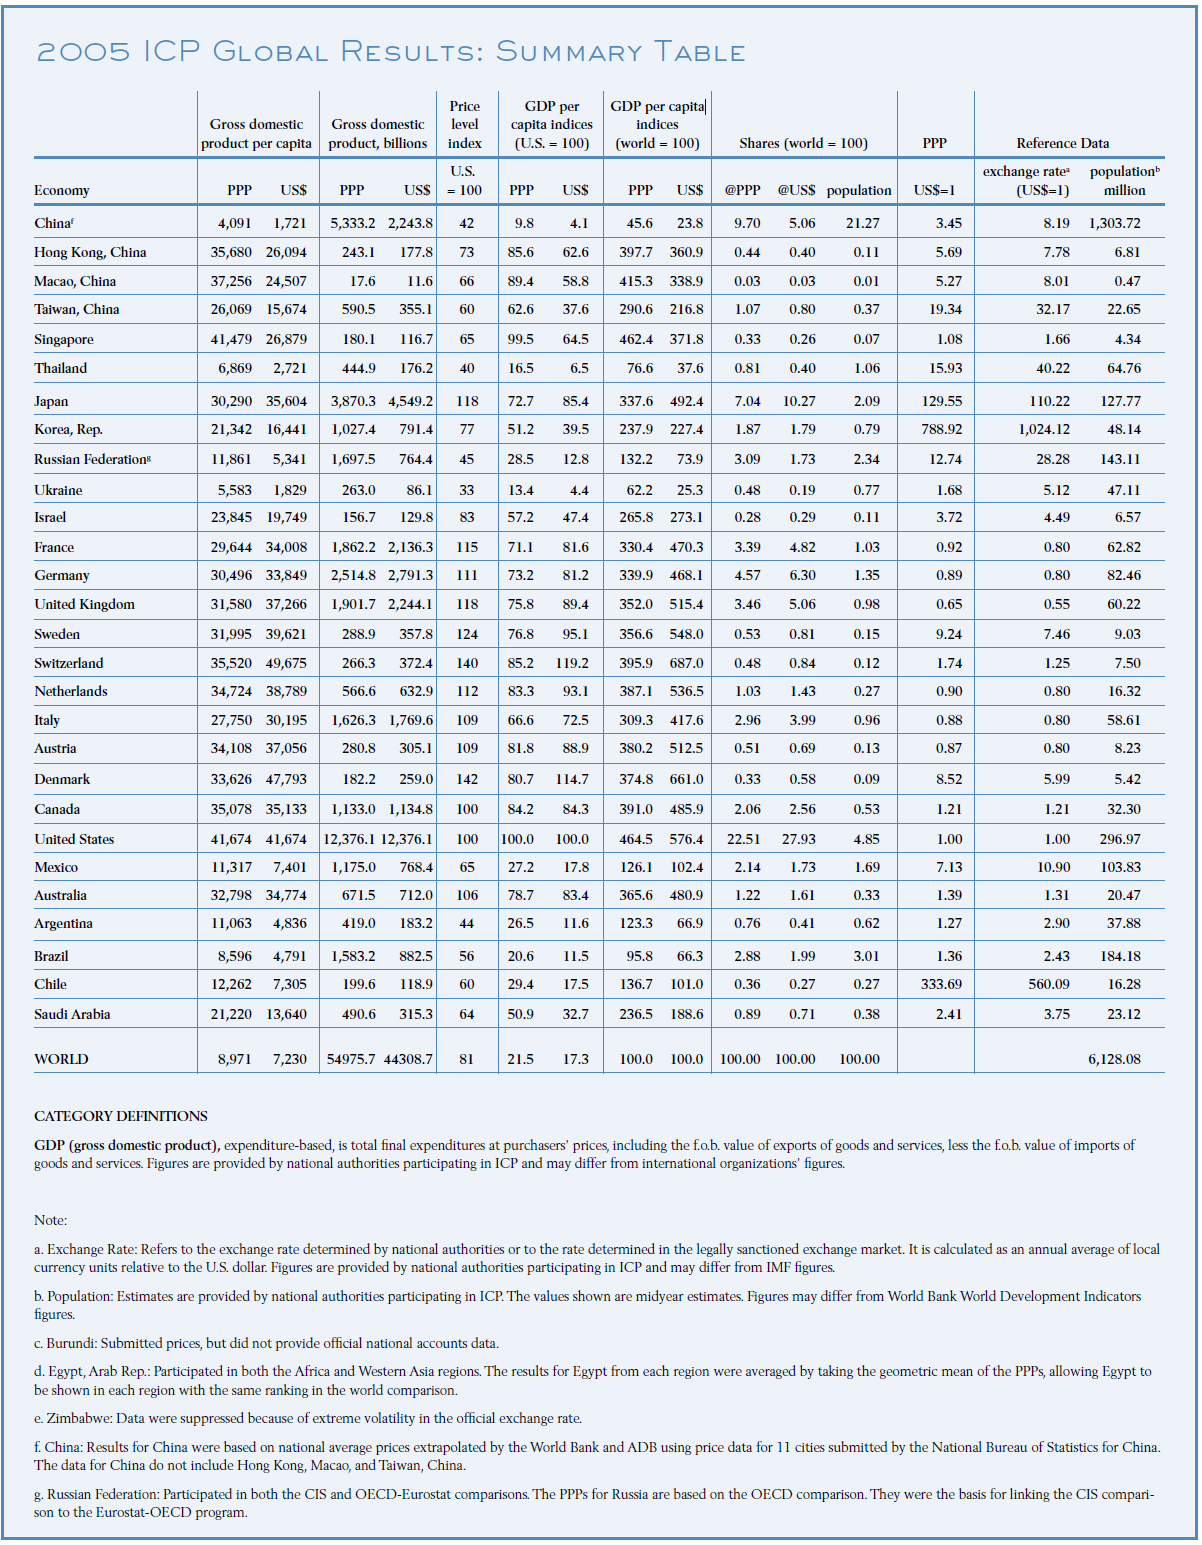 2005 ICP Global Results: Summary Table
Gross domestic product per capita Gross domestic product, billions Price level index GDP per capita indices (U.S. = 100) GDP per capita indices (world = 100) Shares (world = 100) PPP Reference Data
Economy PPP US$ PPP US$ U.S. = 100 PPP US$ PPP US$ @PPP @US$ population US$=1 exchange rateª (US$=1) populationᵇ million
Chinaᶠ 4,091 1,721 5,333.2 2,243.8 42 9.8 4.1 45.6 23.8 9.70 5.06 21.27 3.45 8.19 1,303.72
Hong Kong, China 35,680 26,094 243.1 177.8 73 85.6 62.6 397.7 360.9 0.44 0.40 0.11 5.69 7.78 6.81
Macao, China 37,256 24,507 17.6 11.6 66 89.4 58.8 415.3 338.9 0.03 0.03 0.01 5.27 8.01 0.47
Taiwan, China 26,069 15,674 590.5 355.1 60 62.6 37.6 290.6 216.8 1.07 0.80 0.37 19.34 32.17 22.65
Singapore 41,479 26,879 180.1 116.7 65 99.5 64.5 462.4 371.8 0.33 0.26 0.07 1.08 1.66 4.34
Thailand 6,869 2,721 444.9 176.2 40 16.5 6.5 76.6 37.6 0.81 0.40 1.06 15.93 40.22 64.76
Japan 30,290 35,604 3,870.3 4,549.2 118 72.7 85.4 337.6 492.4 7.04 10.27 2.09 129.55 110.22 127.77
Korea, Rep. 21,342 16,441 1,027.4 791.4 77 51.2 39.5 237.9 227.4 1.87 1.79 0.79 788.92 1,024.12 48.14
Russian Federationᵍ 11,861 5,341 1,697.5 764.4 45 28.5 12.8 132.2 73.9 3.09 1.73 2.34 12.74 28.28 143.11
Ukraine 5,583 1,829 263.0 86.1 33 13.4 4.4 62.2 25.3 0.48 0.19 0.77 1.68 5.12 47.11
Israel 23,845 19,749 156.7 129.8 83 57.2 47.4 265.8 273.1 0.28 0.29 0.11 3.72 4.49 6.57
France 29,644 34,008 1,862.2 2,136.3 115 71.1 81.6 330.4 470.3 3.39 4.82 1.03 0.92 0.80 62.82
Germany 30,496 33,849 2,514.8 2,791.3 111 73.2 81.2 339.9 468.1 4.57 6.30 1.35 0.89 0.80 82.46
United Kingdom 31,580 37,266 1,901.7 2,244.1 118 75.8 89.4 352.0 515.4 3.46 5.06 0.98 0.65 0.55 60.22
Sweden 31,995 39,621 288.9 357.8 124 76.8 95.1 356.6 548.0 0.53 0.81 0.15 9.24 7.46 9.03
Switzerland 35,520 49,675 266.3 372.4 140 85.2 119.2 395.9 687.0 0.48 0.84 0.12 1.74 1.25 7.50
Netherlands 34,724 38,789 566.6 632.9 112 83.3 93.1 387.1 536.5 1.03 1.43 0.27 0.90 0.80 16.32
Italy 27,750 30,195 1,626.3 1,769.6 109 66.6 72.5 309.3 417.6 2.96 3.99 0.96 0.88 0.80 58.61
Austria 34,108 37,056 280.8 305.1 109 81.8 88.9 380.2 512.5 0.51 0.69 0.13 0.87 0.80 8.23
Denmark 33,626 47,793 182.2 259.0 142 80.7 114.7 374.8 661.0 0.33 0.58 0.09 8.52 5.99 5.42
Canada 35,078 35,133 1,133.0 1,134.8 100 84.2 84.3 391.0 485.9 2.06 2.56 0.53 1.21 1.21 32.30
United States 41,674 41,674 12,376.1 12,376.1 100 100.0 100.0 464.5 576.4 22.51 27.93 4.85 1.00 1.00 296.97
Mexico 11,317 7,401 1,175.0 768.4 65 27.2 17.8 126.1 102.4 2.14 1.73 1.69 7.13 10.90 103.83
Australia 32,798 34,774 671.5 712.0 106 78.7 83.4 365.6 480.9 1.22 1.61 0.33 1.39 1.31 20.47
Argentina 11,063 4,836 419.0 183.2 44 26.5 11.6 123.3 66.9 0.76 0.41 0.62 1.27 2.90 37.88
Brazil 8,596 4,791 1,583.2 882.5 56 20.6 11.5 95.8 66.3 2.88 1.99 3.01 1.36 2.43 184.18
Chile 12,262 7,305 199.6 118.9 60 29.4 17.5 136.7 101.0 0.36 0.27 0.27 333.69 560.09 16.28
Saudi Arabia 21,220 13,640 490.6 315.3 64 50.9 32.7 236.5 188.6 0.89 0.71 0.38 2.41 3.75 23.12
WORLD 8,971 7,230 54975.7 44308.7 81 21.5 17.3 100.0 100.0 100.00 100.00 100.00 6,128.08
CATEGORY DEFINITIONS
GDP (gross domestic product), expenditure-based, is total final expenditures at purchasers' prices, including the f.o.b. value of exports of goods and services, less the f.o.b. value of imports of
goods and services. Figures are provided by national authorities participating in ICP and may differ from international organizations' figures.
Note:
a. Exchange Rate: Refers to the exchange rate determined by national authorities or to the rate determined in the legally sanctioned exchange market. It is calculated as an annual average of local
currency units relative to the U.S. dollar. Figures are provided by national authorities participating in ICP and may differ from IMF figures.
b. Population: Estimates are provided by national authorities participating in ICP. The values shown are midyear estimates. Figures may differ from World Bank World Development Indicators
figures.
c. Burundi: Submitted prices, but did not provide official national accounts data.
d. Egypt, Arab Rep.: Participated in both the Africa and Western Asia regions. The results for Egypt from each region were averaged by taking the geometric mean of the PPPs, allowing Egypt to
be shown in each region with the same ranking in the world comparison.
e. Zimbabwe: Data were suppressed because of extreme volatility in the official exchange rate.
f. China: Results for China were based on national average prices extrapolated by the World Bank and ADB using price data for 11 cities submitted by the National Bureau of Statistics for China.
The data for China do not include Hong Kong, Macao, and Taiwan, China.
g. Russian Federation: Participated in both the CIS and OECD-Eurostat comparisons. The PPPs for Russia are based on the OECD comparison. They were the basis for linking the CIS compari-
son to the Eurostat-OECD program.